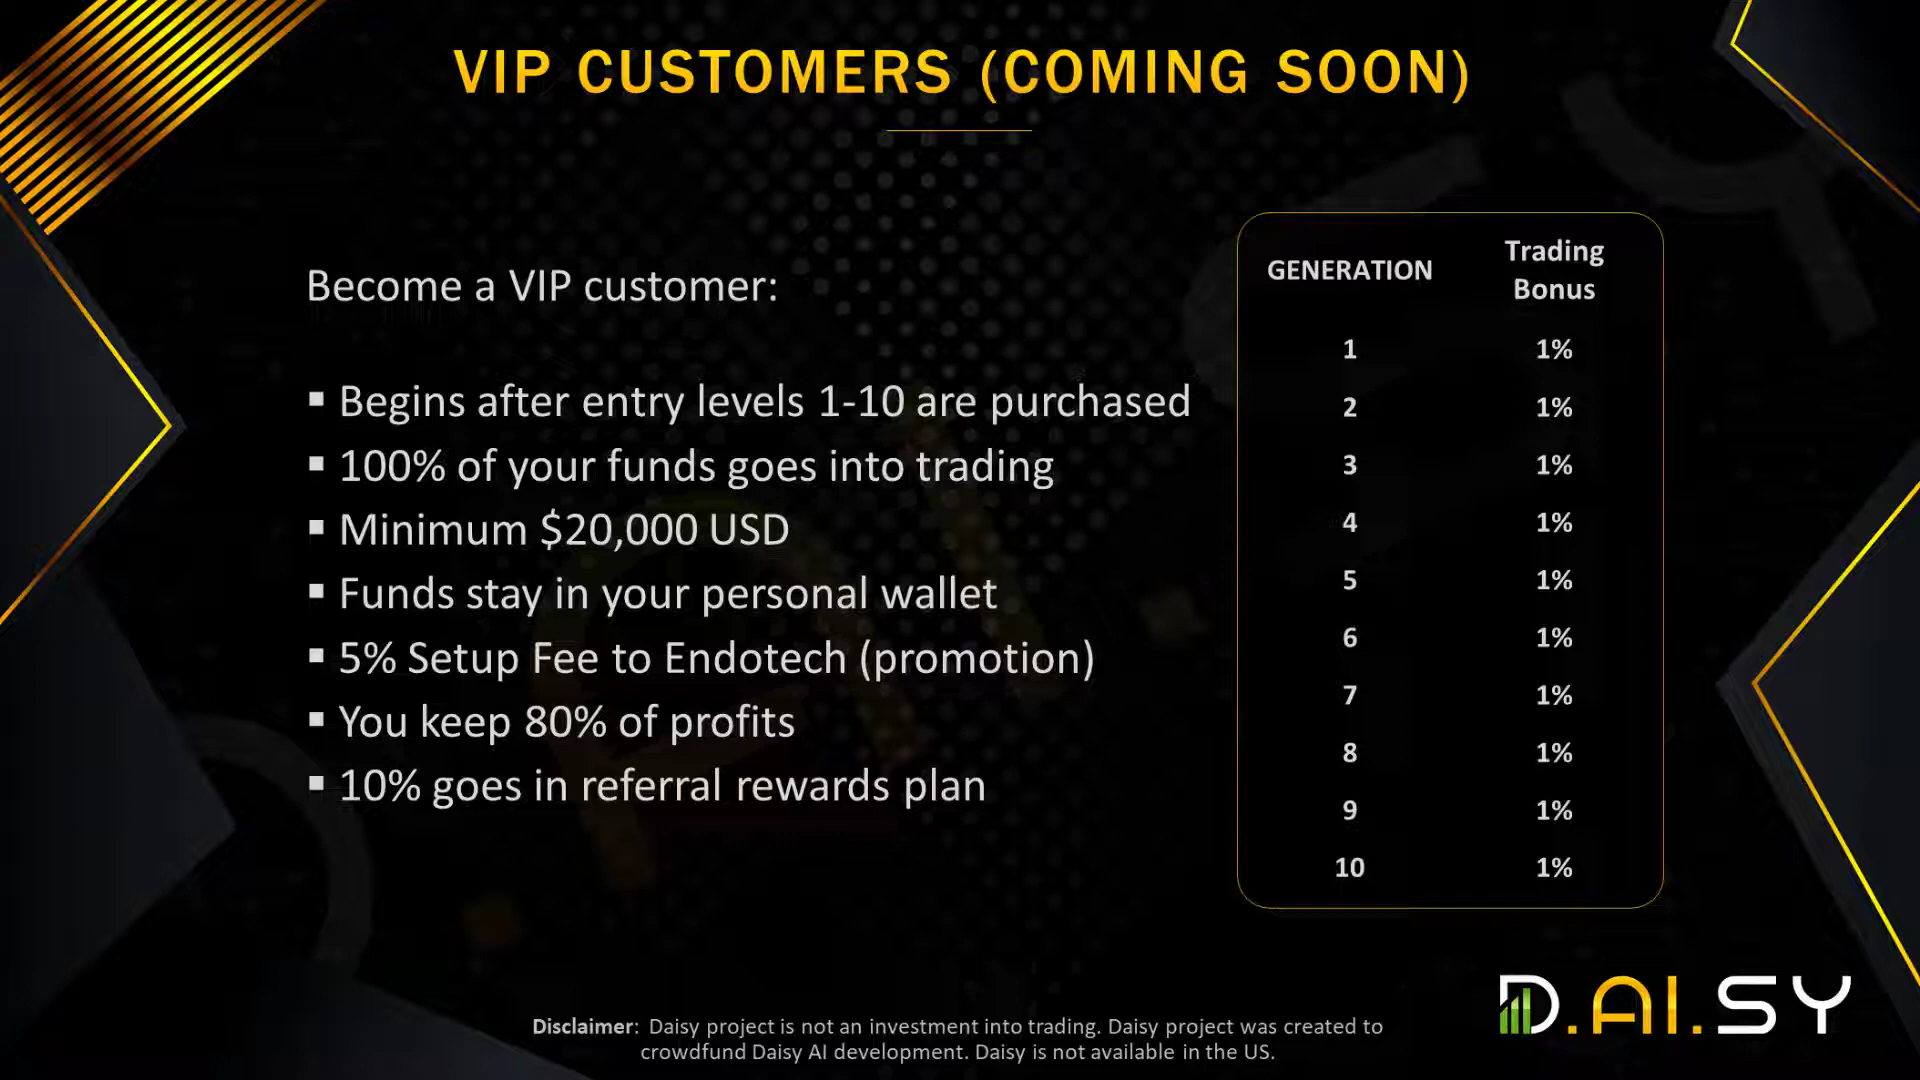 VIP CUSTOMERS (COMING SOON)
Become a VIP customer:
▪ Begins after entry levels 1-10 are purchased
▪ 100% of your funds goes into trading
▪ Minimum $20,000 USD
▪ Funds stay in your personal wallet
▪ 5% Setup Fee to Endotech (promotion)
▪ You keep 80% of profits
▪ 10% goes in referral rewards plan
GENERATION Trading Bonus
1 1%
2 1%
3 1%
4 1%
5 1%
6 1%
7 1%
8 1%
9 1%
10 1%
D.AI.SY
Disclaimer: Daisy project is not an investment into trading. Daisy project was created to
crowdfund Daisy AI development. Daisy is not available in the US.